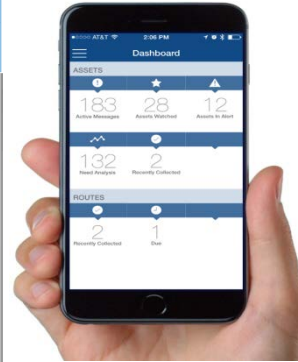 AT&T 2:06 PM
Dashboard
ASSETS
183 28 12
Active Messages Assets Watched Assets In Alert
132 2
Need Analysis Recently Collected
ROUTES
2 1
Recently Collected Due